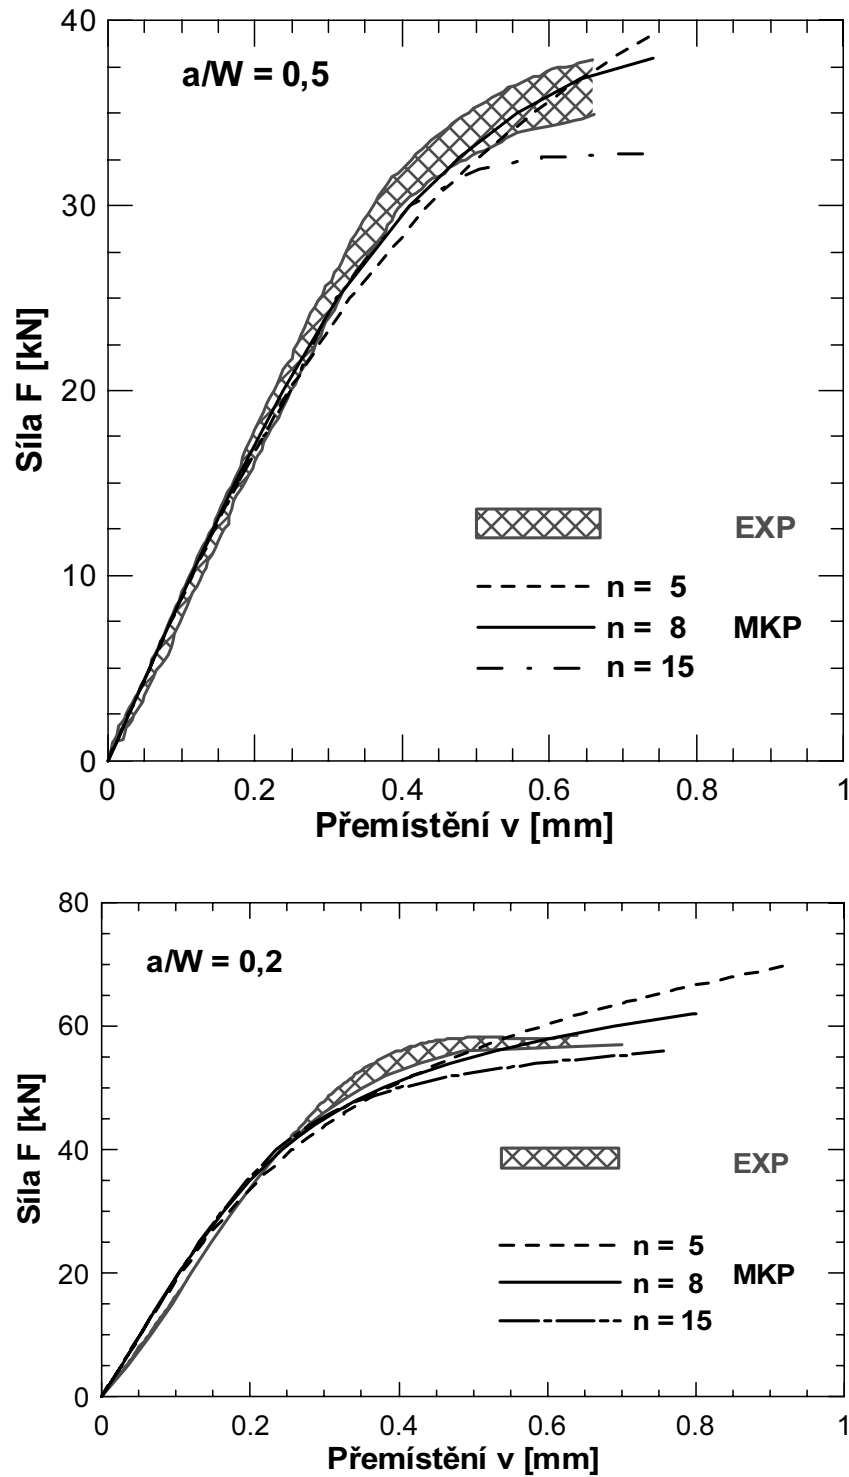 40
a/W = 0,5
30
Síla F [kN]
20
EXP
10
n = 5
n = 8 MKP
n = 15
0
0 0.2 0.4 0.6 0.8 1
Přemístění v [mm]
80
a/W = 0,2
60
Síla F [kN]
40
EXP
n = 5
20
MKP
n = 8
n = 15
0
0 0.2 0.4 0.6 0.8 1
Přemístění v [mm]